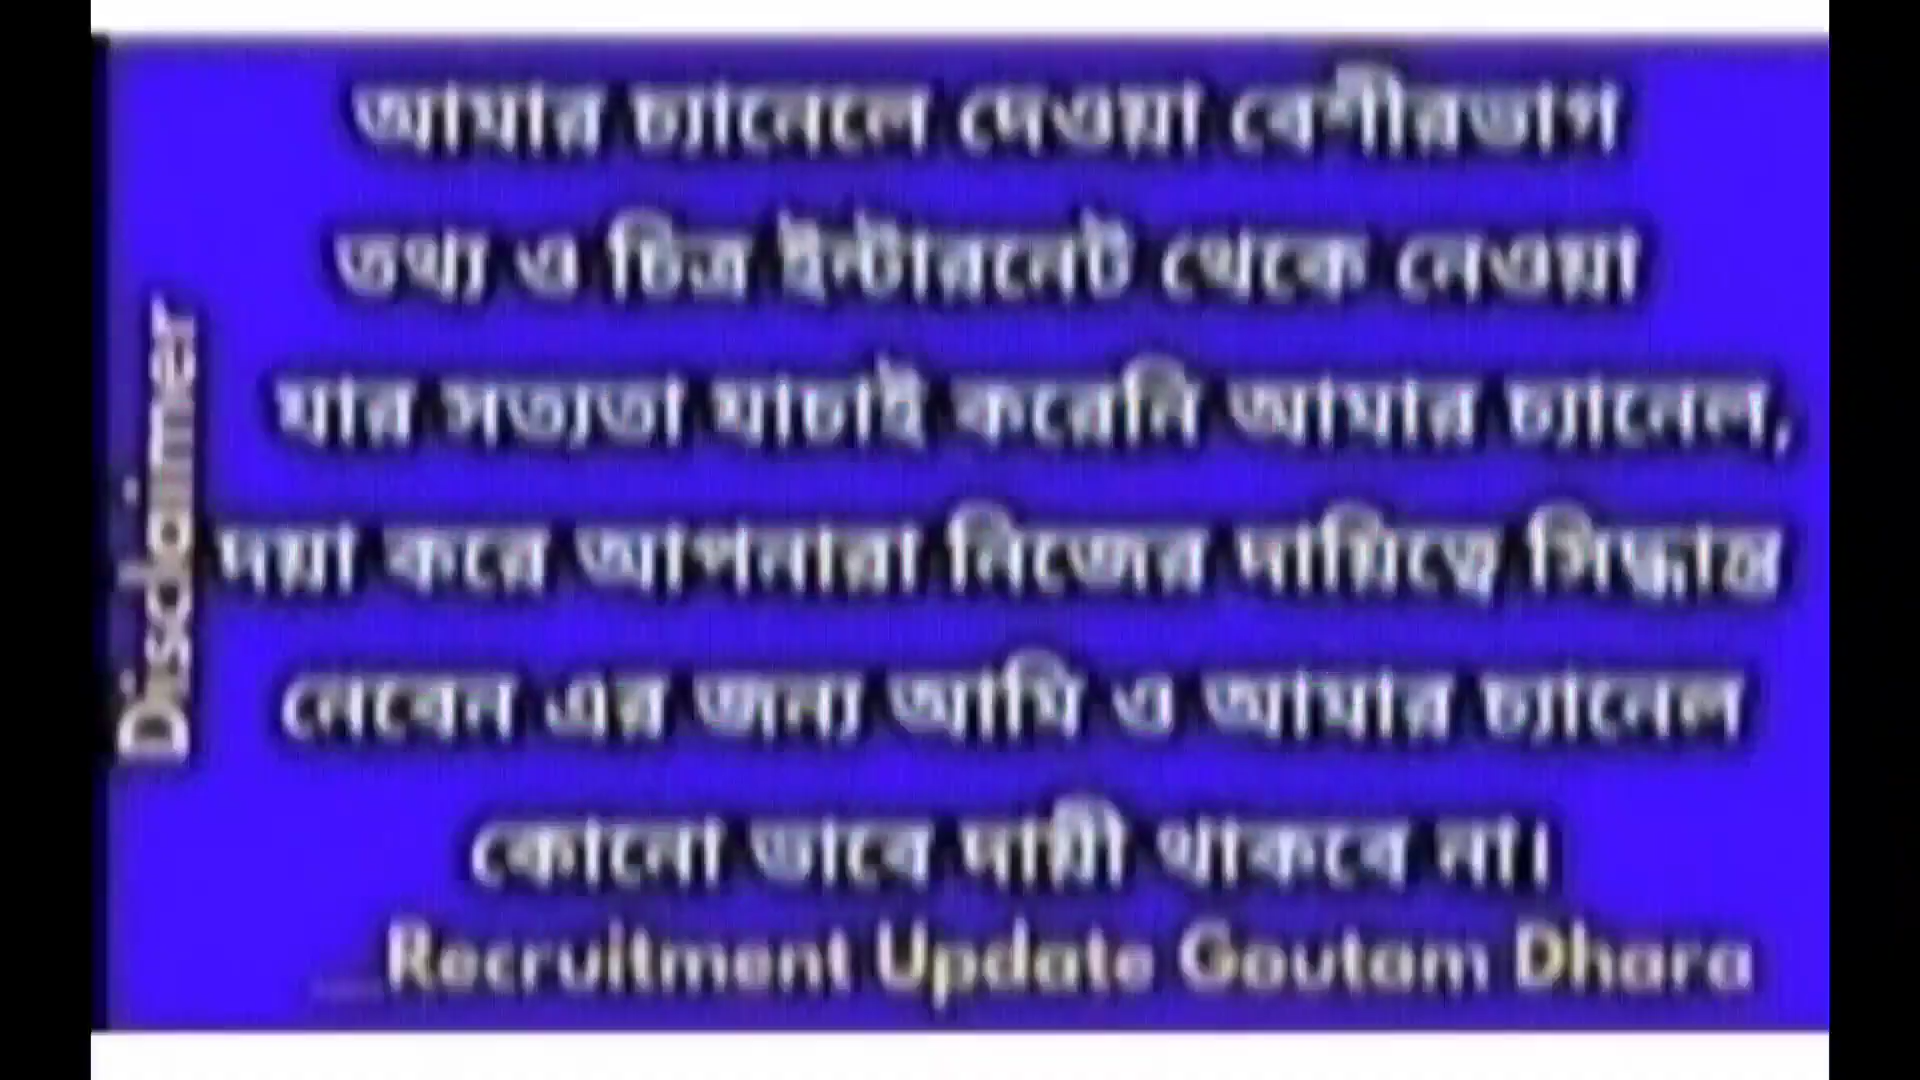 Disclaimer
আমার চ্যানেলে দেওয়া বেশীরভাগ
তথ্য ও চিত্র ইন্টারনেট থেকে নেওয়া
যার সত্যতা যাচাই করেনি আমার চ্যানেল,
দয়া করে আপনারা নিজের দায়িত্বে সিদ্ধান্ত
নেবেন এর জন্য আমি ও আমার চ্যানেল
কোনো ভাবে দায়ী থাকবে না।
__Recruitment Update Goutam Dhara